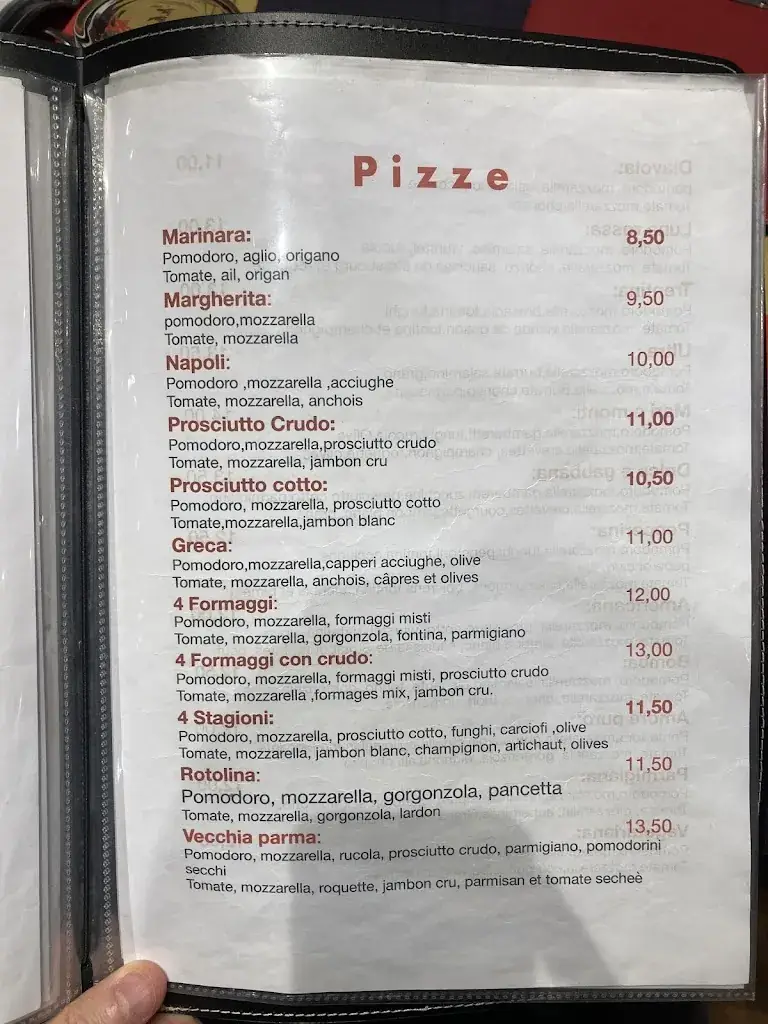 Pizze
Marinara: 8,50
Pomodoro, aglio, origano
Tomate, ail, origan
Margherita: 9,50
pomodoro,mozzarella
Tomate, mozzarella
Napoli: 10,00
Pomodoro ,mozzarella ,acciughe
Tomate, mozzarella, anchois
Prosciutto Crudo: 11,00
Pomodoro,mozzarella,prosciutto crudo
Tomate, mozzarella, jambon cru
Prosciutto cotto: 10,50
Pomodoro, mozzarella, prosciutto cotto
Tomate,mozzarella,jambon blanc
Greca: 11,00
Pomodoro,mozzarella,capperi acciughe, olive
Tomate, mozzarella, anchois, câpres et olives
4 Formaggi: 12,00
Pomodoro, mozzarella, formaggi misti
Tomate, mozzarella, gorgonzola, fontina, parmigiano
4 Formaggi con crudo: 13,00
Pomodoro, mozzarella, formaggi misti, prosciutto crudo
Tomate, mozzarella ,formages mix, jambon cru.
4 Stagioni: 11,50
Pomodoro, mozzarella, prosciutto cotto, funghi, carciofi ,olive
Tomate, mozzarella, jambon blanc, champignon, artichaut, olives
Rotolina: 11,50
Pomodoro, mozzarella, gorgonzola, pancetta
Tomate, mozzarella, gorgonzola, lardon
Vecchia parma: 13,50
Pomodoro, mozzarella, rucola, prosciutto crudo, parmigiano, pomodorini
secchi
Tomate, mozzarella, roquette, jambon cru, parmisan et tomate secheè